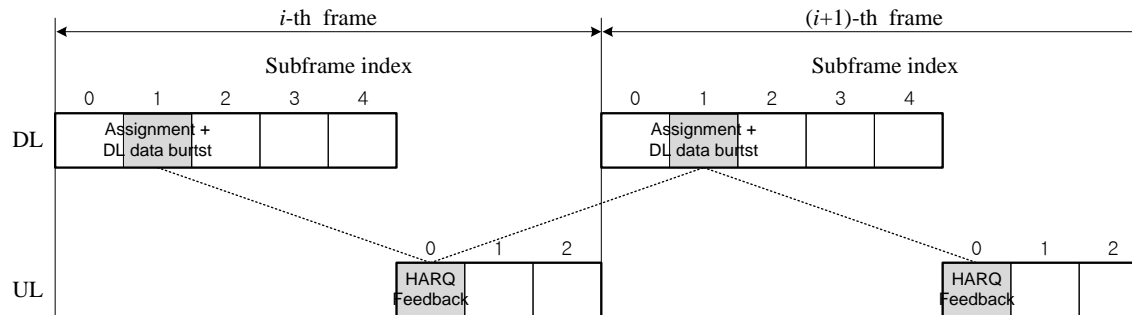 i-th frame
(i+1)-th frame
Subframe index
Subframe index
0 1 2 3 4
0 1 2 3 4
DL
Assignment +
DL data burtst
Assignment +
DL data burtst
0 1 2
0 1 2
UL
HARQ
Feedback
HARQ
Feedback